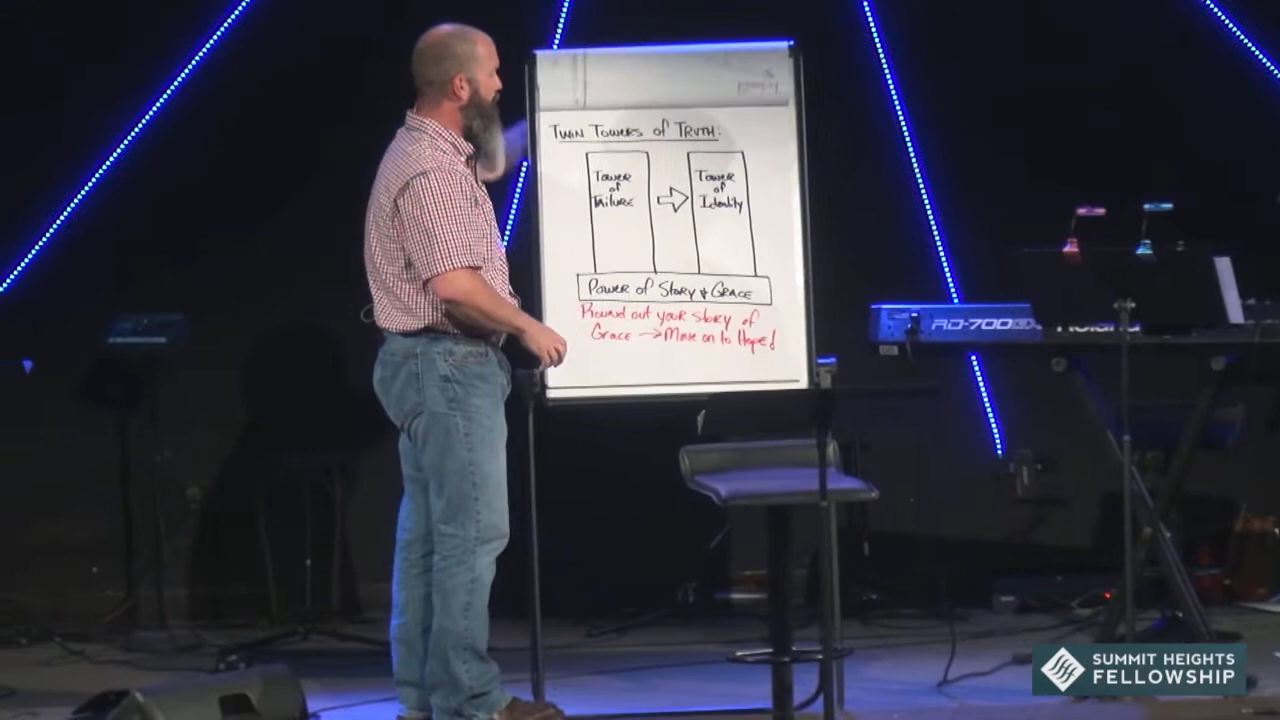 TWIN TOWERS of TRUTH:
TOWER
of
FAILURE
TOWER
of
Identity
POWER of STORY & GRACE
Round out your story of
Grace → Move on to Hope!
RD-700GX
Roland
SUMMIT HEIGHTS
FELLOWSHIP